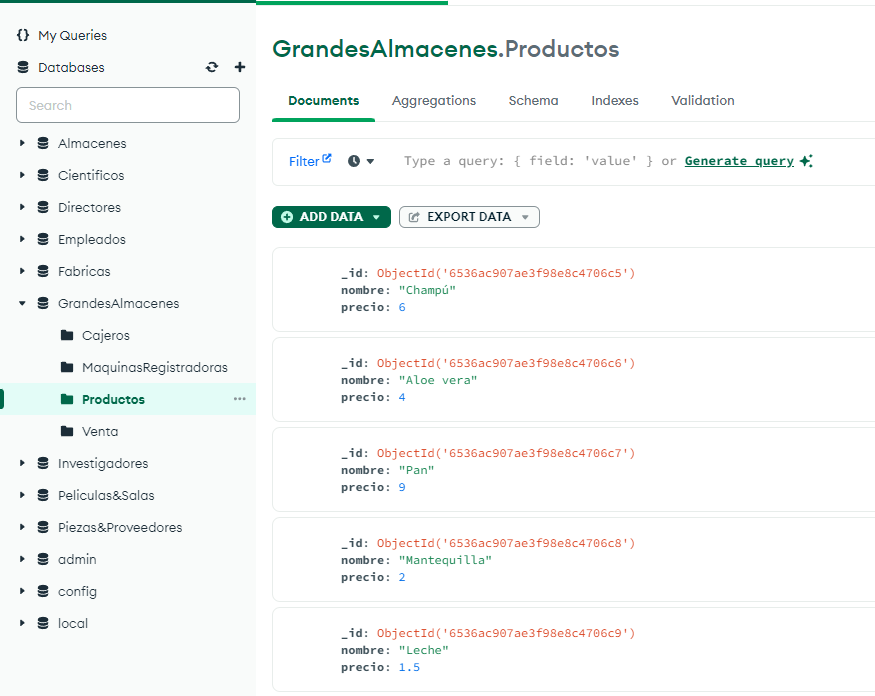 My Queries
Databases
Search
Almacenes
Cientificos
Directores
Empleados
Fabricas
GrandesAlmacenes
Cajeros
MaquinasRegistradoras
Productos
Venta
Investigadores
Peliculas&Salas
Piezas&Proveedores
admin
config
local
GrandesAlmacenes.Productos
Documents Aggregations Schema Indexes Validation
Filter Type a query: { field: 'value' } or Generate query
ADD DATA EXPORT DATA
_id: ObjectId('6536ac907ae3f98e8c4706c5')
nombre: "Champú"
precio: 6
_id: ObjectId('6536ac907ae3f98e8c4706c6')
nombre: "Aloe vera"
precio: 4
_id: ObjectId('6536ac907ae3f98e8c4706c7')
nombre: "Pan"
precio: 9
_id: ObjectId('6536ac907ae3f98e8c4706c8')
nombre: "Mantequilla"
precio: 2
_id: ObjectId('6536ac907ae3f98e8c4706c9')
nombre: "Leche"
precio: 1.5